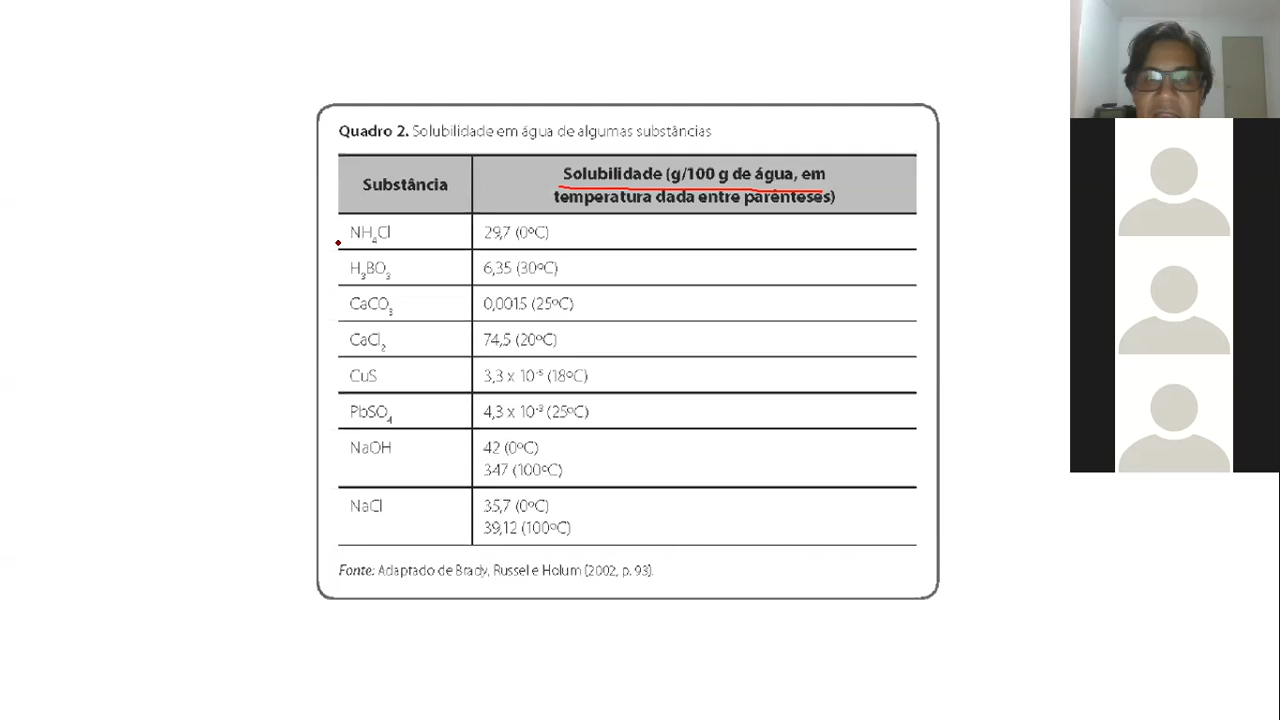 Quadro 2. Solubilidade em água de algumas substâncias
Substância
Solubilidade (g/100 g de água, em
temperatura dada entre parênteses)
NH₄Cl
29,7 (0ºC)
H₃BO₃
6,35 (30ºC)
CaCO₃
0,0015 (25ºC)
CaCl₂
74,5 (20ºC)
CuS
3,3 x 10⁻⁵ (18ºC)
PbSO₄
4,3 x 10⁻³ (25ºC)
NaOH
42 (0ºC)
347 (100ºC)
NaCl
35,7 (0ºC)
39,12 (100ºC)
Fonte: Adaptado de Brady, Russel e Holum (2002, p. 93).